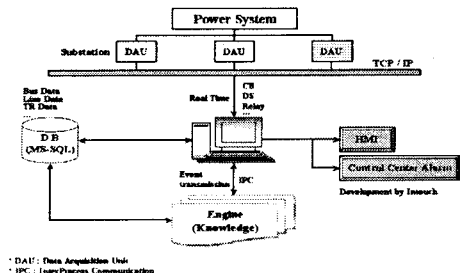 Power System
Substation
DAU
DAU
DAU
TCP / IP
Bus Data
Line Data
TR Data
...
Real Time
CB
DS
Relay
...
D.B
(MS-SQL)
HMI
Control Center Alarm
Event
transmission
IPC
Development by Intouch
Engine
(Knowledge)
* DAU : Data Acquisition Unit
* IPC : InterProcess Communication